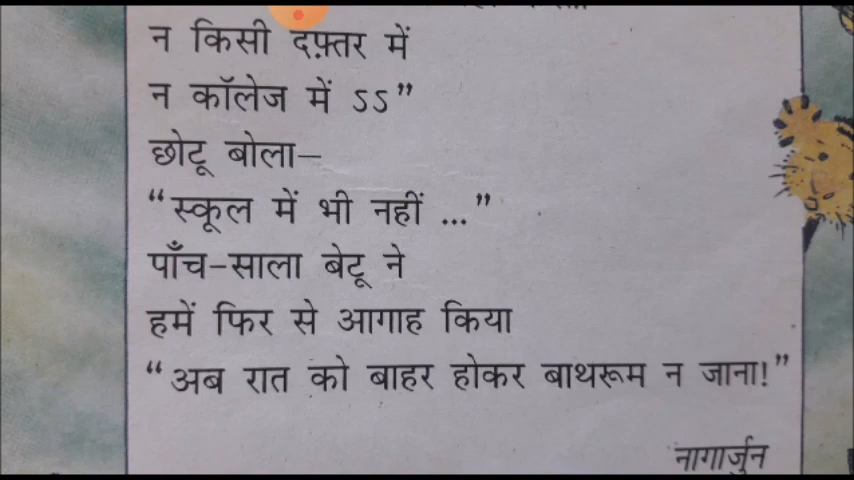 न किसी दफ़्तर में
न कॉलेज में ऽऽ”
छोटू बोला–
“स्कूल में भी नहीं ...”
पाँच-साला बेटू ने
हमें फिर से आगाह किया
“अब रात को बाहर होकर बाथरूम न जाना!”
नागार्जुन